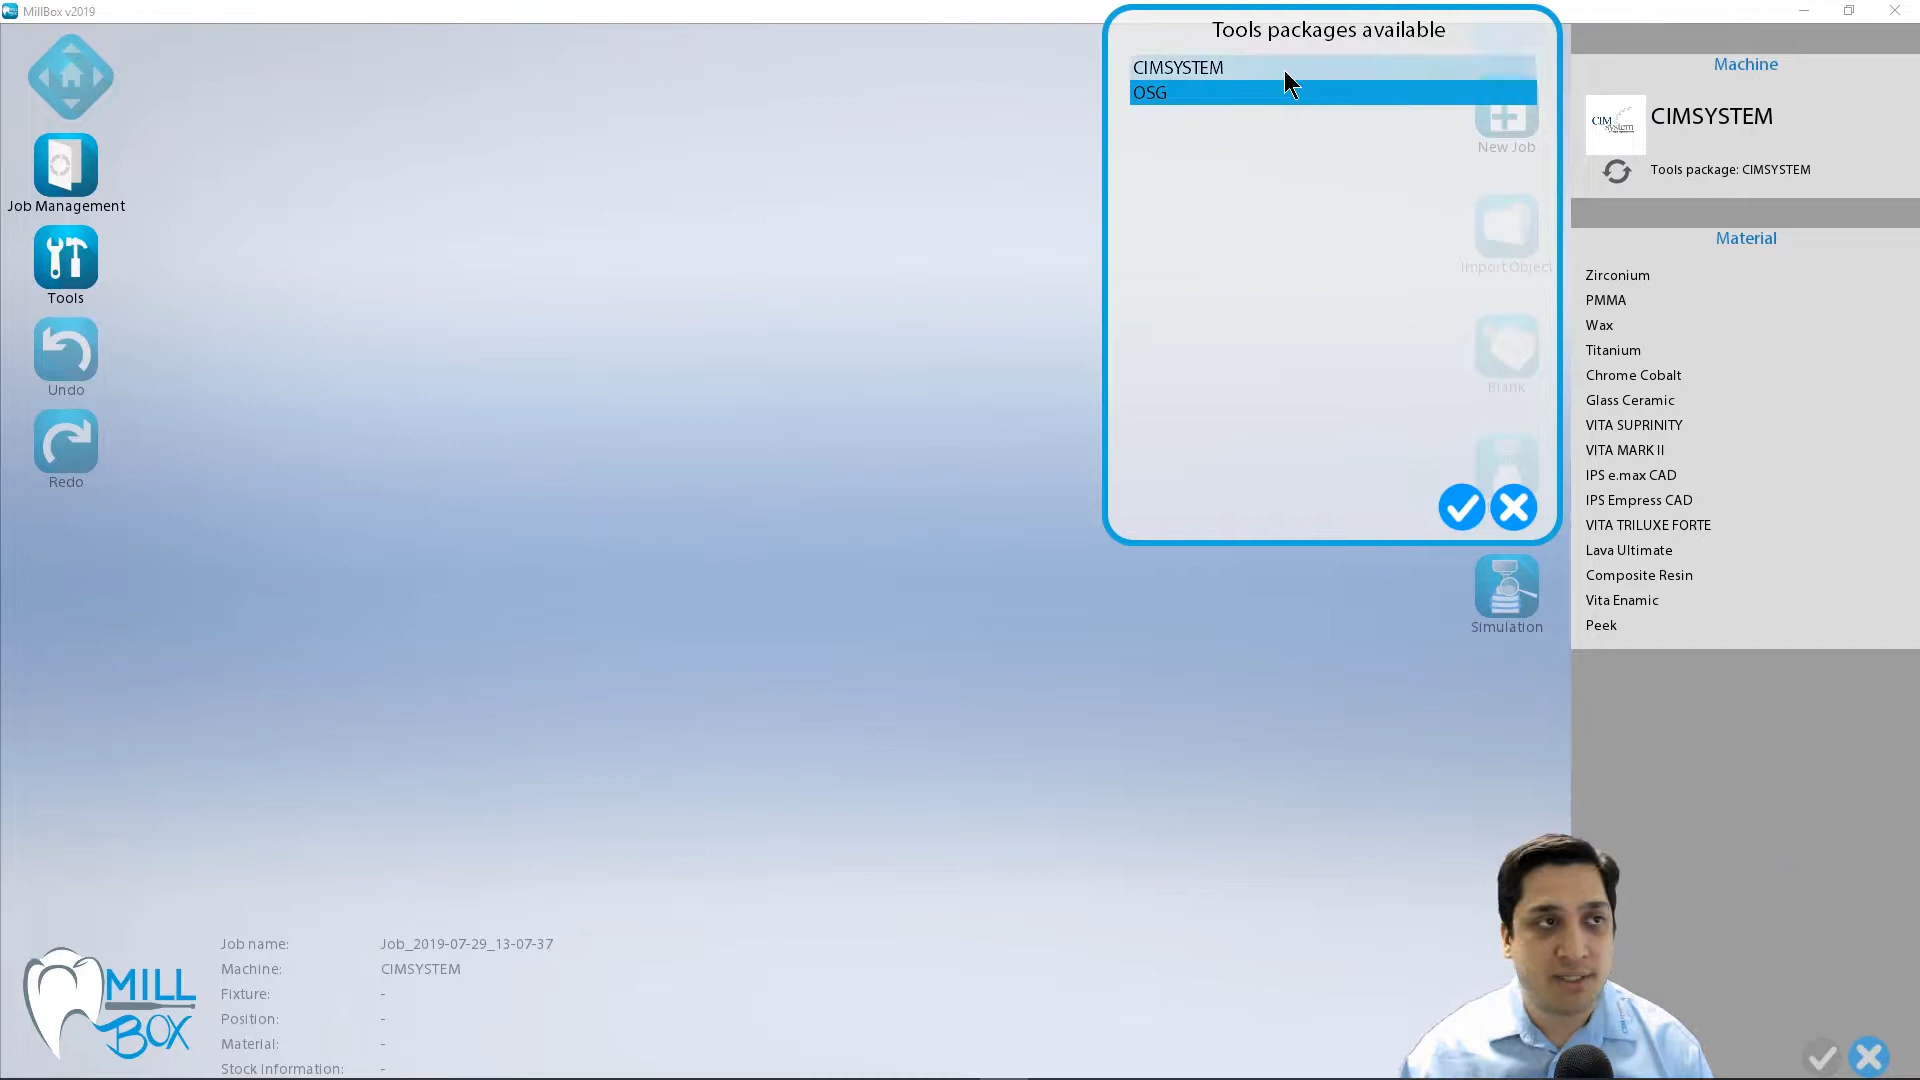 MillBox v2019
Job Management
Tools
Undo
Redo
Tools packages available
CIMSYSTEM
OSG
New Job
Import Object
Blank
Simulation
Machine
CIM
system
CIMSYSTEM
Tools package: CIMSYSTEM
Material
Zirconium
PMMA
Wax
Titanium
Chrome Cobalt
Glass Ceramic
VITA SUPRINITY
VITA MARK II
IPS e.max CAD
IPS Empress CAD
VITA TRILUXE FORTE
Lava Ultimate
Composite Resin
Vita Enamic
Peek
MILL
BOX
Job name: Job_2019-07-29_13-07-37
Machine: CIMSYSTEM
Fixture: -
Position: -
Material: -
Stock information: -